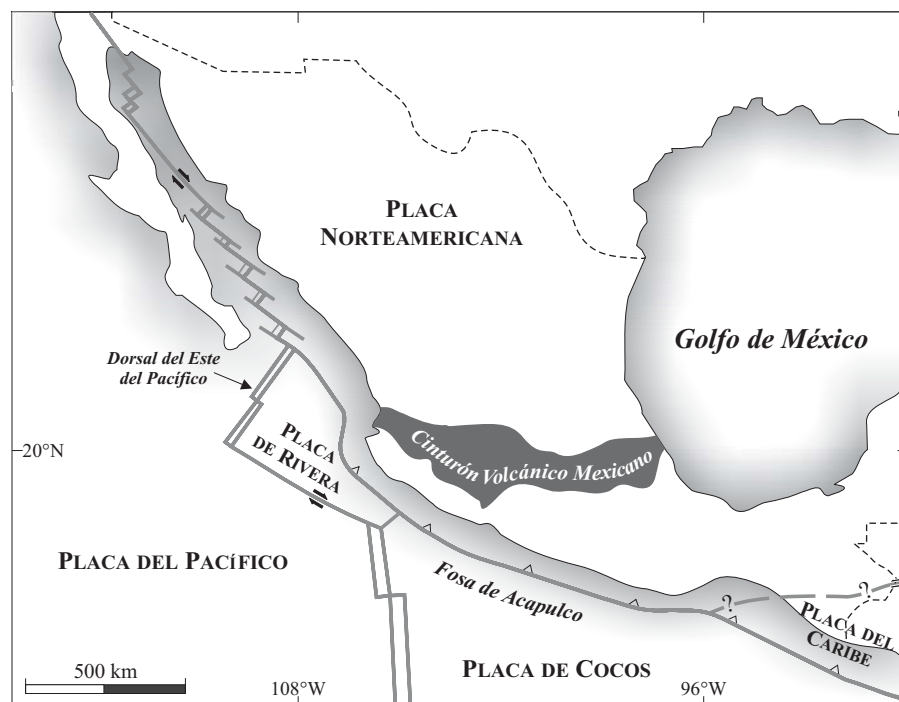 PLACA
NORTEAMERICANA
Golfo de México
Dorsal del Este
del Pacífico
20°N
PLACA
DE RIVERA
Cinturón Volcánico Mexicano
PLACA DEL PACÍFICO
Fosa de Acapulco
?
?
PLACA DEL
CARIBE
PLACA DE COCOS
500 km
108°W
96°W